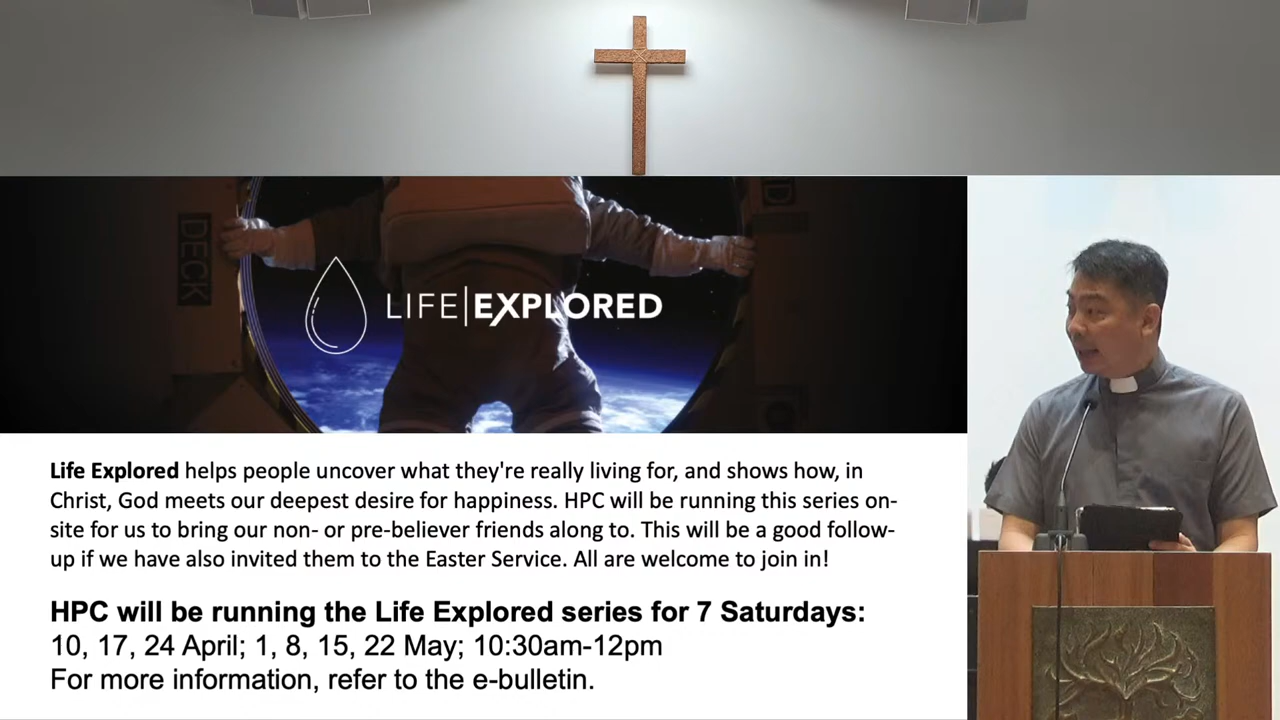 DECK
LIFE|EXPLORED
Life Explored helps people uncover what they're really living for, and shows how, in
Christ, God meets our deepest desire for happiness. HPC will be running this series on-
site for us to bring our non- or pre-believer friends along to. This will be a good follow-
up if we have also invited them to the Easter Service. All are welcome to join in!
HPC will be running the Life Explored series for 7 Saturdays:
10, 17, 24 April; 1, 8, 15, 22 May; 10:30am-12pm
For more information, refer to the e-bulletin.